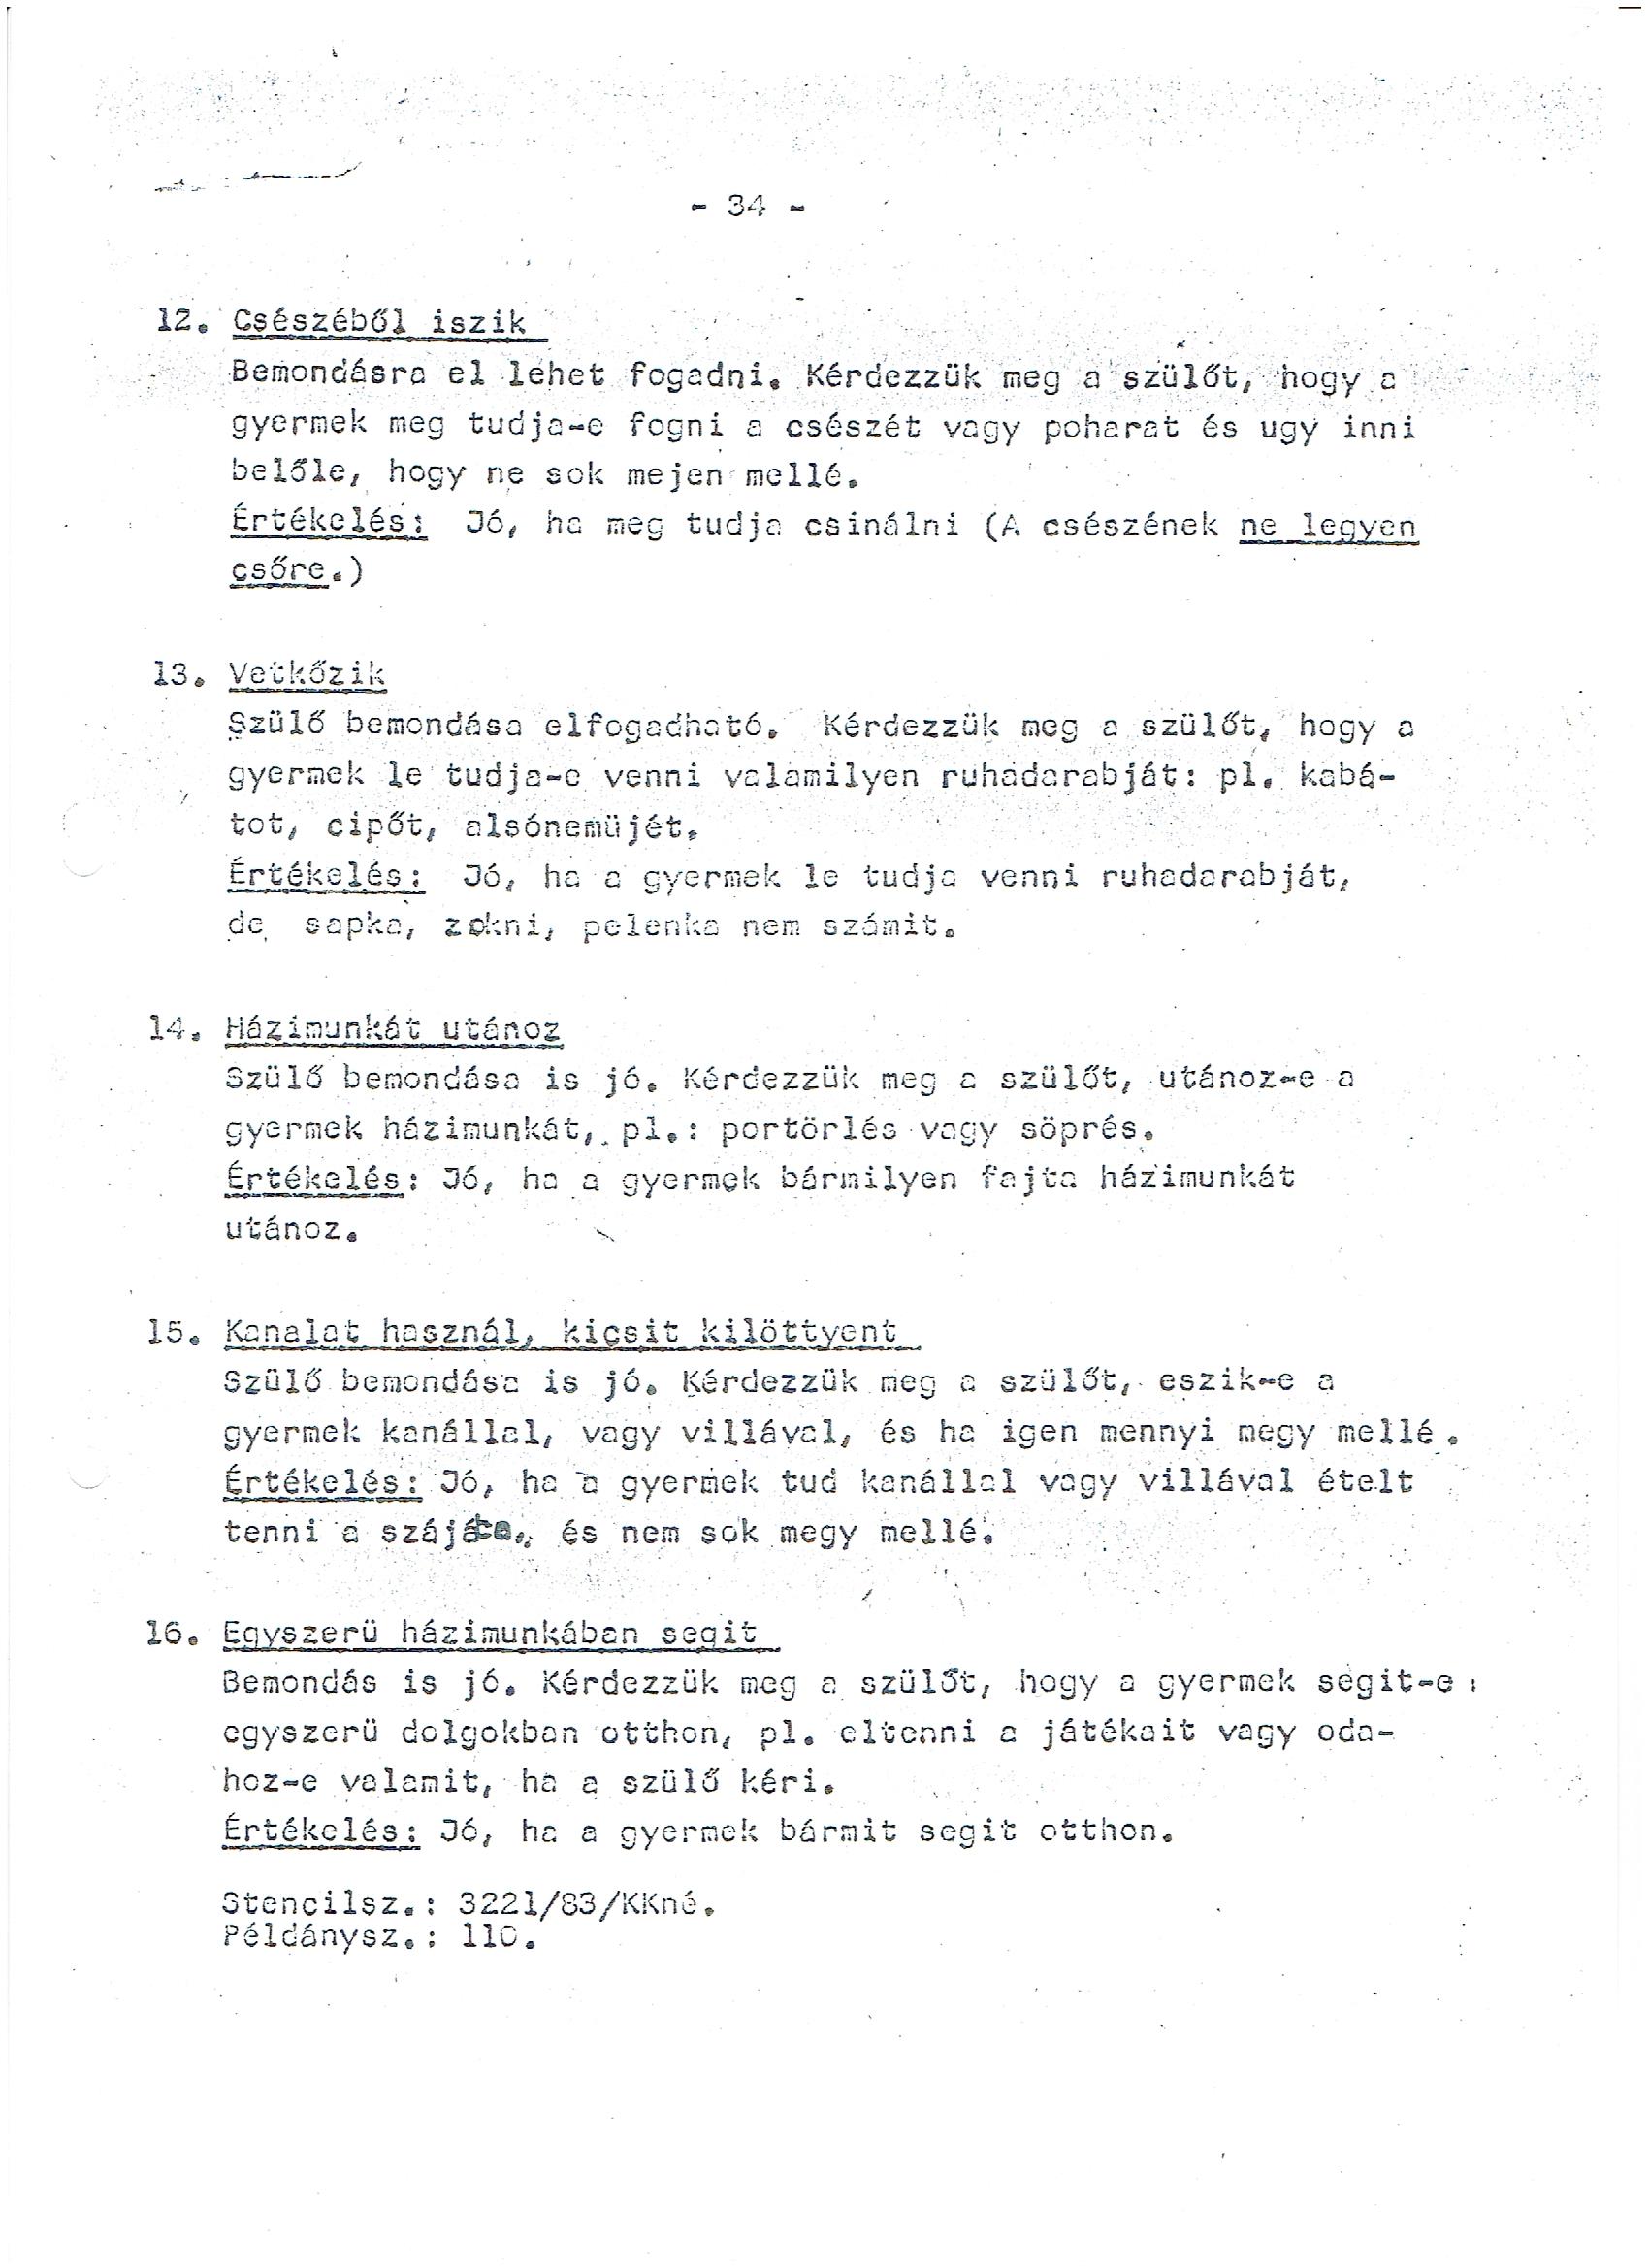 - 34 -
12. Csészéből iszik
Bemondásra el lehet fogadni. Kérdezzük meg a szülőt, hogy a
gyermek meg tudja-e fogni a csészét vagy poharat és ugy inni
belőle, hogy ne sok mejen mellé.
Értékelés: Jó, ha meg tudja csinálni (A csészének ne legyen
csőre.)
13. Vetkőzik
Szülő bemondása elfogadható. Kérdezzük meg a szülőt, hogy a
gyermek le tudja-e venni valamilyen ruhadarabját: pl. kabá-
tot, cipőt, alsónemüjét.
Értékelés: Jó, ha a gyermek le tudja venni ruhadarabját,
de sapka, zokni, pelenka nem számit.
14. Házimunkát utánoz
Szülő bemondása is jó. Kérdezzük meg a szülőt, utánoz-e a
gyermek házimunkát, pl.: portörlés vagy söprés.
Értékelés: Jó, ha a gyermek bármilyen fajta házimunkát
utánoz.
15. Kanalat használ, kicsit kilöttyent
Szülő bemondása is jó. Kérdezzük meg a szülőt, eszik-e a
gyermek kanállal, vagy villával, és ha igen mennyi megy mellé.
Értékelés: Jó, ha a gyermek tud kanállal vagy villával ételt
tenni a és nem sok megy mellé.
16. Egyszerü házimunkában segit
Bemondás is jó. Kérdezzük meg a szülőt, hogy a gyermek segit-e
egyszerü dolgokban otthon, pl. eltenni a játékait vagy oda-
hoz-e valamit, ha a szülő kéri.
Értékelés: Jó, ha a gyermek bármit segit otthon.
Stencilsz.: 3221/83/KKné.
Példánysz.: 110.